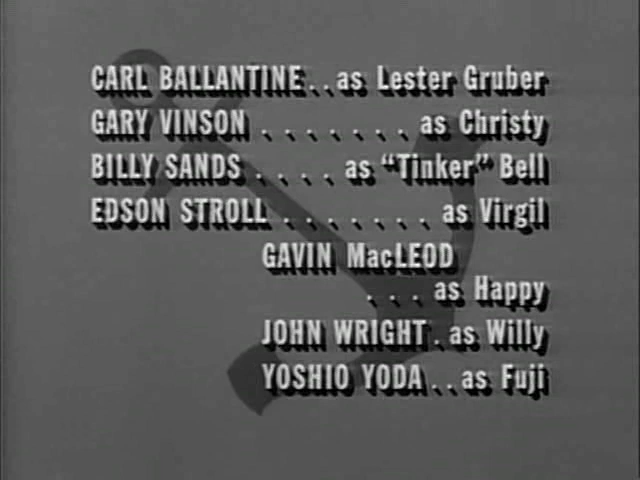 CARL BALLANTINE . . as Lester Gruber
GARY VINSON . . . . . . . as Christy
BILLY SANDS . . . . as "Tinker" Bell
EDSON STROLL . . . . . . . as Virgil
GAVIN MacLEOD
. . . as Happy
JOHN WRIGHT . as Willy
YOSHIO YODA . . as Fuji